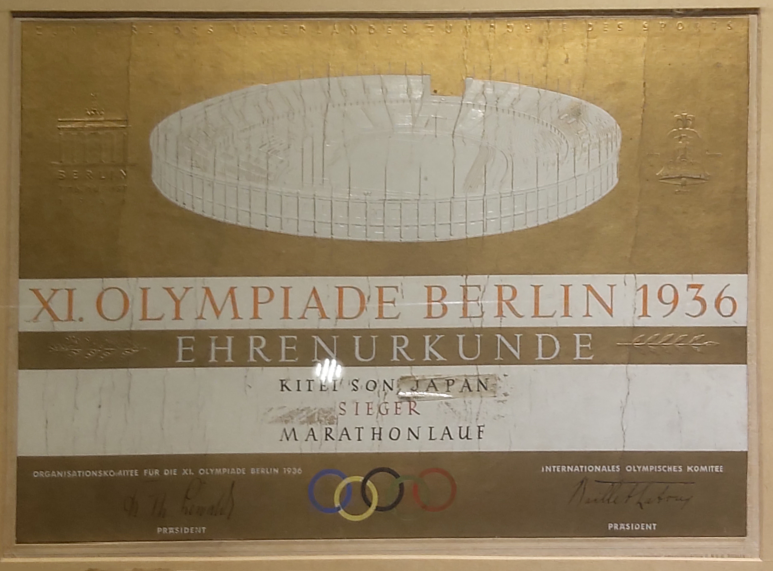 BERLIN
XI. OLYMPIADE BERLIN 1936
EHRENURKUNDE
KITEI SON JAPAN
SIEGER
MARATHONLAUF
ORGANISATIONSKOMITEE FÜR DIE XI. OLYMPIADE BERLIN 1936
INTERNATIONALES OLYMPISCHES KOMITEE
PRÄSIDENT
PRÄSIDENT